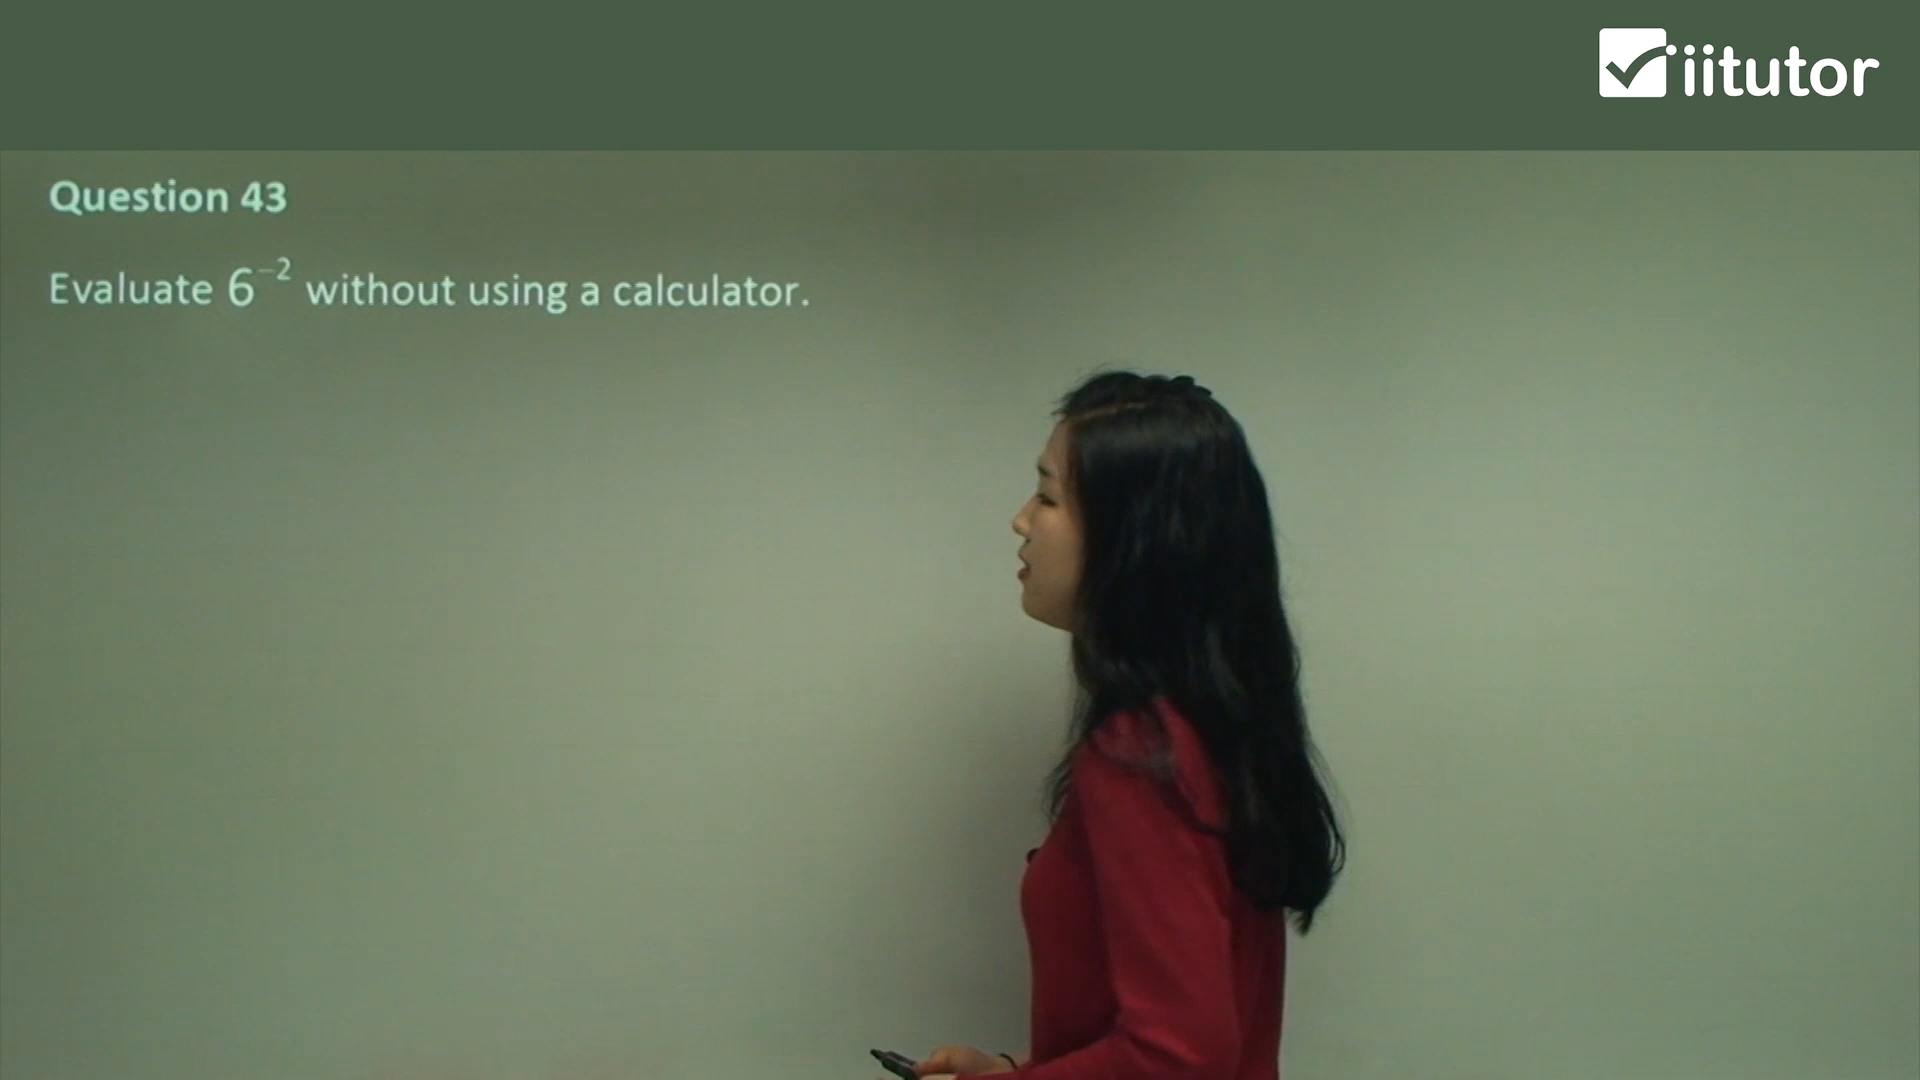 iitutor
Question 43
Evaluate 6⁻² without using a calculator.